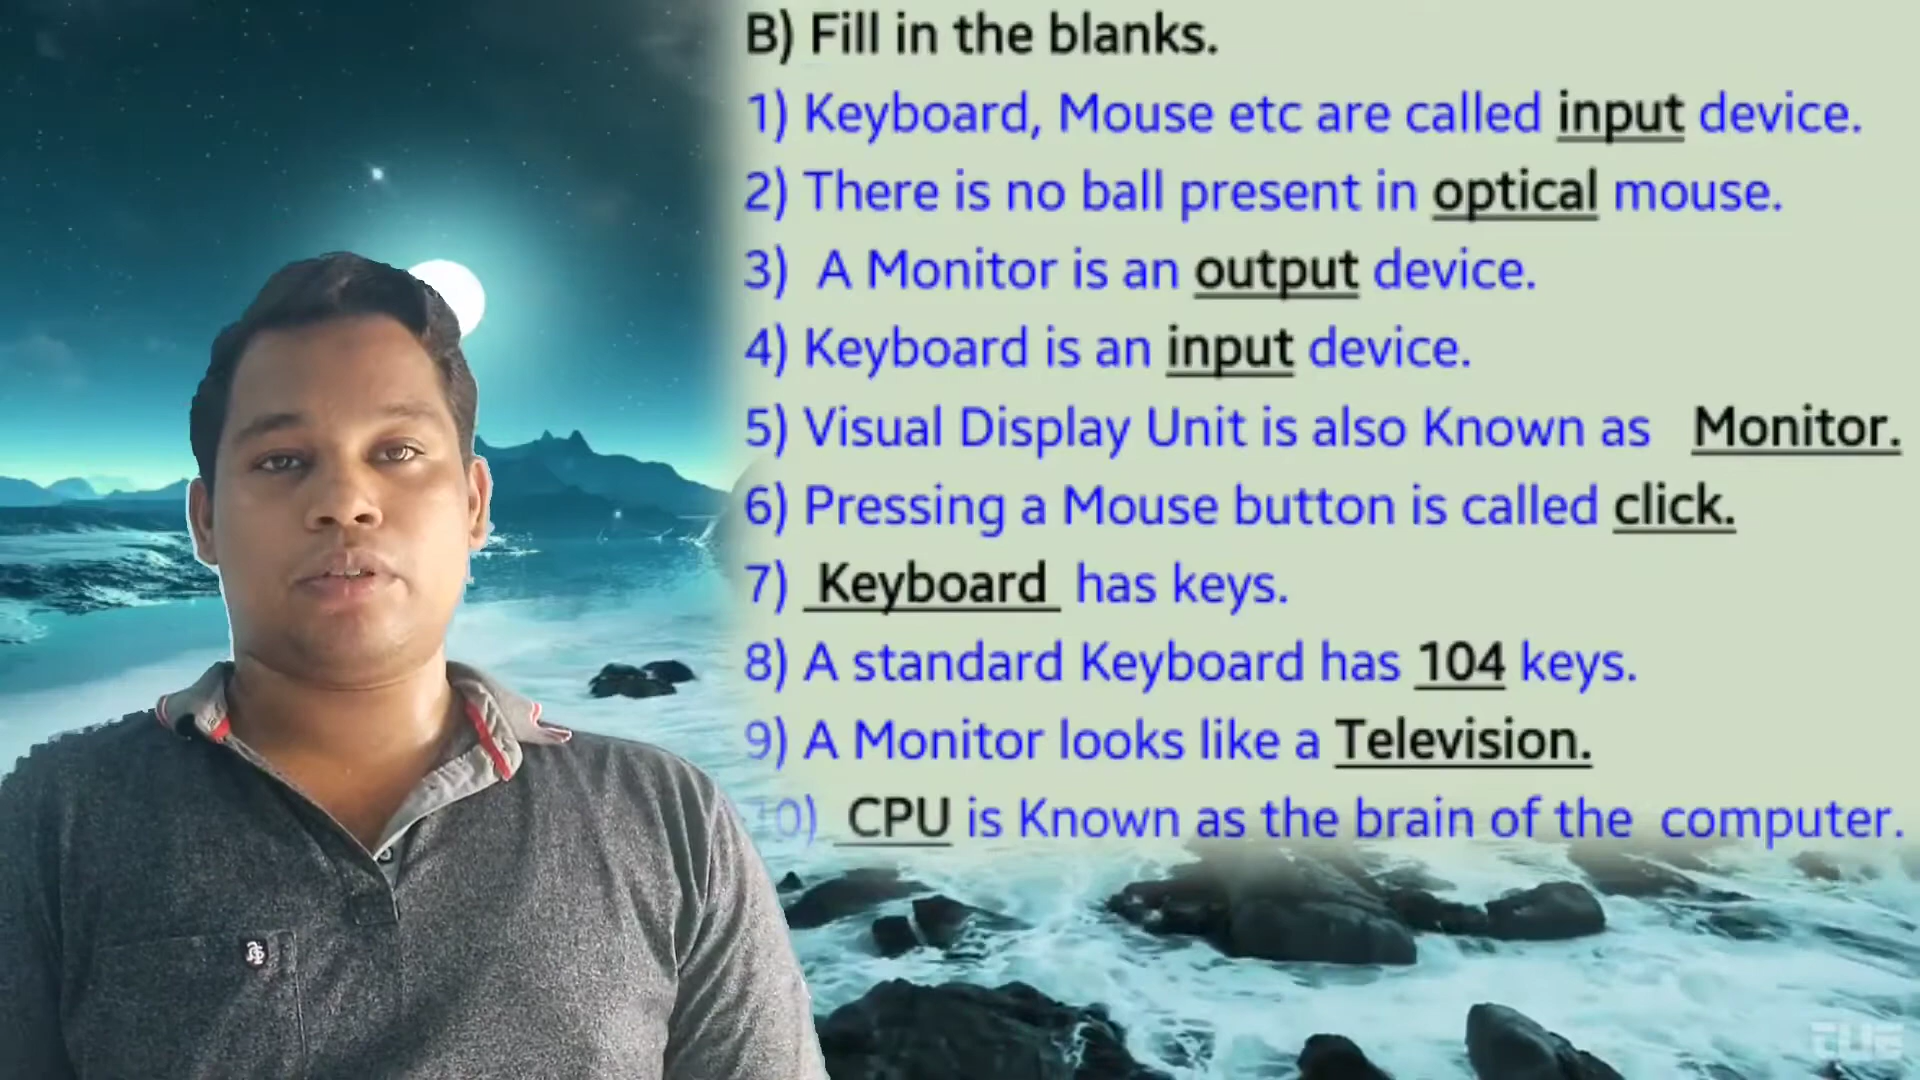 B) Fill in the blanks.
1) Keyboard, Mouse etc are called input device.
2) There is no ball present in optical mouse.
3) A Monitor is an output device.
4) Keyboard is an input device.
5) Visual Display Unit is also Known as Monitor.
6) Pressing a Mouse button is called click.
7) Keyboard has keys.
8) A standard Keyboard has 104 keys.
9) A Monitor looks like a Television.
10) CPU is Known as the brain of the computer.